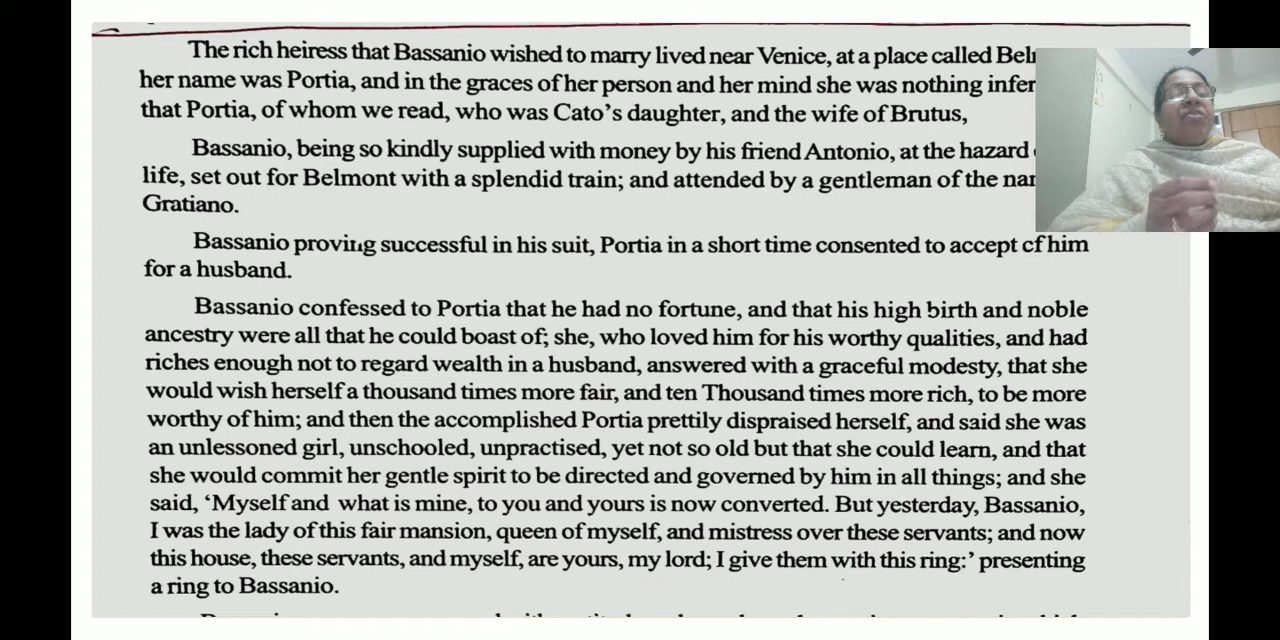 The rich heiress that Bassanio wished to marry lived near Venice, at a place called
her name was Portia, and in the graces of her person and her mind she was nothing
that Portia, of whom we read, who was Cato's daughter, and the wife of Brutus,
Bassanio, being so kindly supplied with money by his friend Antonio, at the hazard
life, set out for Belmont with a splendid train; and attended by a gentleman of the
Gratiano.
Bassanio proving successful in his suit, Portia in a short time consented to accept cf him
for a husband.
Bassanio confessed to Portia that he had no fortune, and that his high birth and noble
ancestry were all that he could boast of; she, who loved him for his worthy qualities, and had
riches enough not to regard wealth in a husband, answered with a graceful modesty, that she
would wish herself a thousand times more fair, and ten Thousand times more rich, to be more
worthy of him; and then the accomplished Portia prettily dispraised herself, and said she was
an unlessoned girl, unschooled, unpractised, yet not so old but that she could learn, and that
she would commit her gentle spirit to be directed and governed by him in all things; and she
said, ‘Myself and what is mine, to you and yours is now converted. But yesterday, Bassanio,
I was the lady of this fair mansion, queen of myself, and mistress over these servants; and now
this house, these servants, and myself, are yours, my lord; I give them with this ring:’ presenting
a ring to Bassanio.